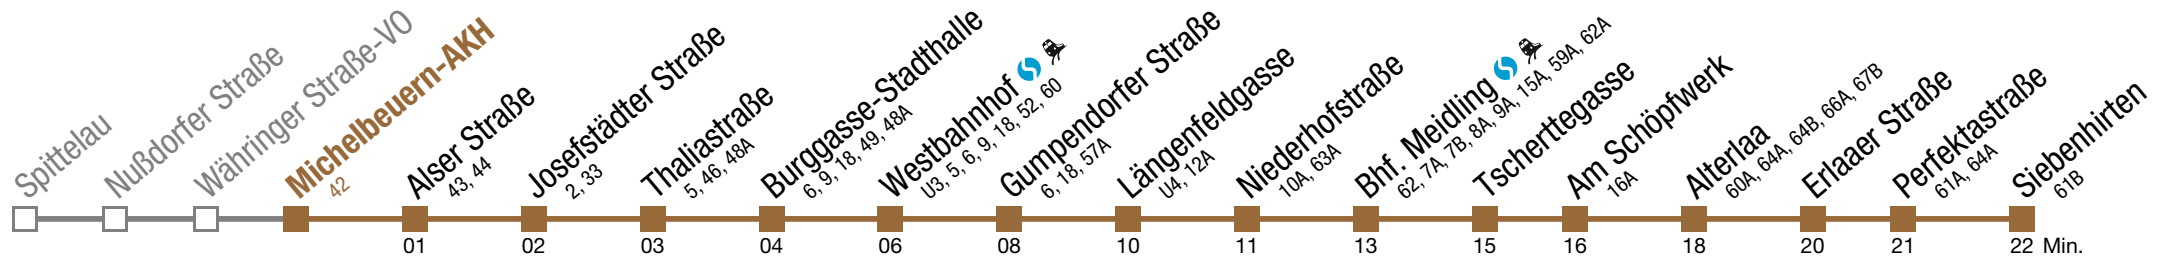 Spittelau
Nußdorfer Straße
Währinger Straße-VO
Michelbeuern-AKH
42
Alser Straße
43, 44
Josefstädter Straße
2, 33
Thaliastraße
5, 46, 48A
Burggasse-Stadthalle
6, 9, 18, 49, 48A
Westbahnhof
U3, 5, 6, 9, 18, 52, 60
Gumpendorfer Straße
6, 18, 57A
Längenfeldgasse
U4, 12A
Niederhofstraße
10A, 63A
Bhf. Meidling
62, 7A, 7B, 8A, 9A, 15A, 59A, 62A
Tscherttegasse
Am Schöpfwerk
16A
Alterlaa
60A, 64A, 64B, 66A, 67B
Erlaaer Straße
Perfektastraße
61A, 64A
Siebenhirten
61B
01 02 03 04 06 08 10 11 13 15 16 18 20 21 22 Min.